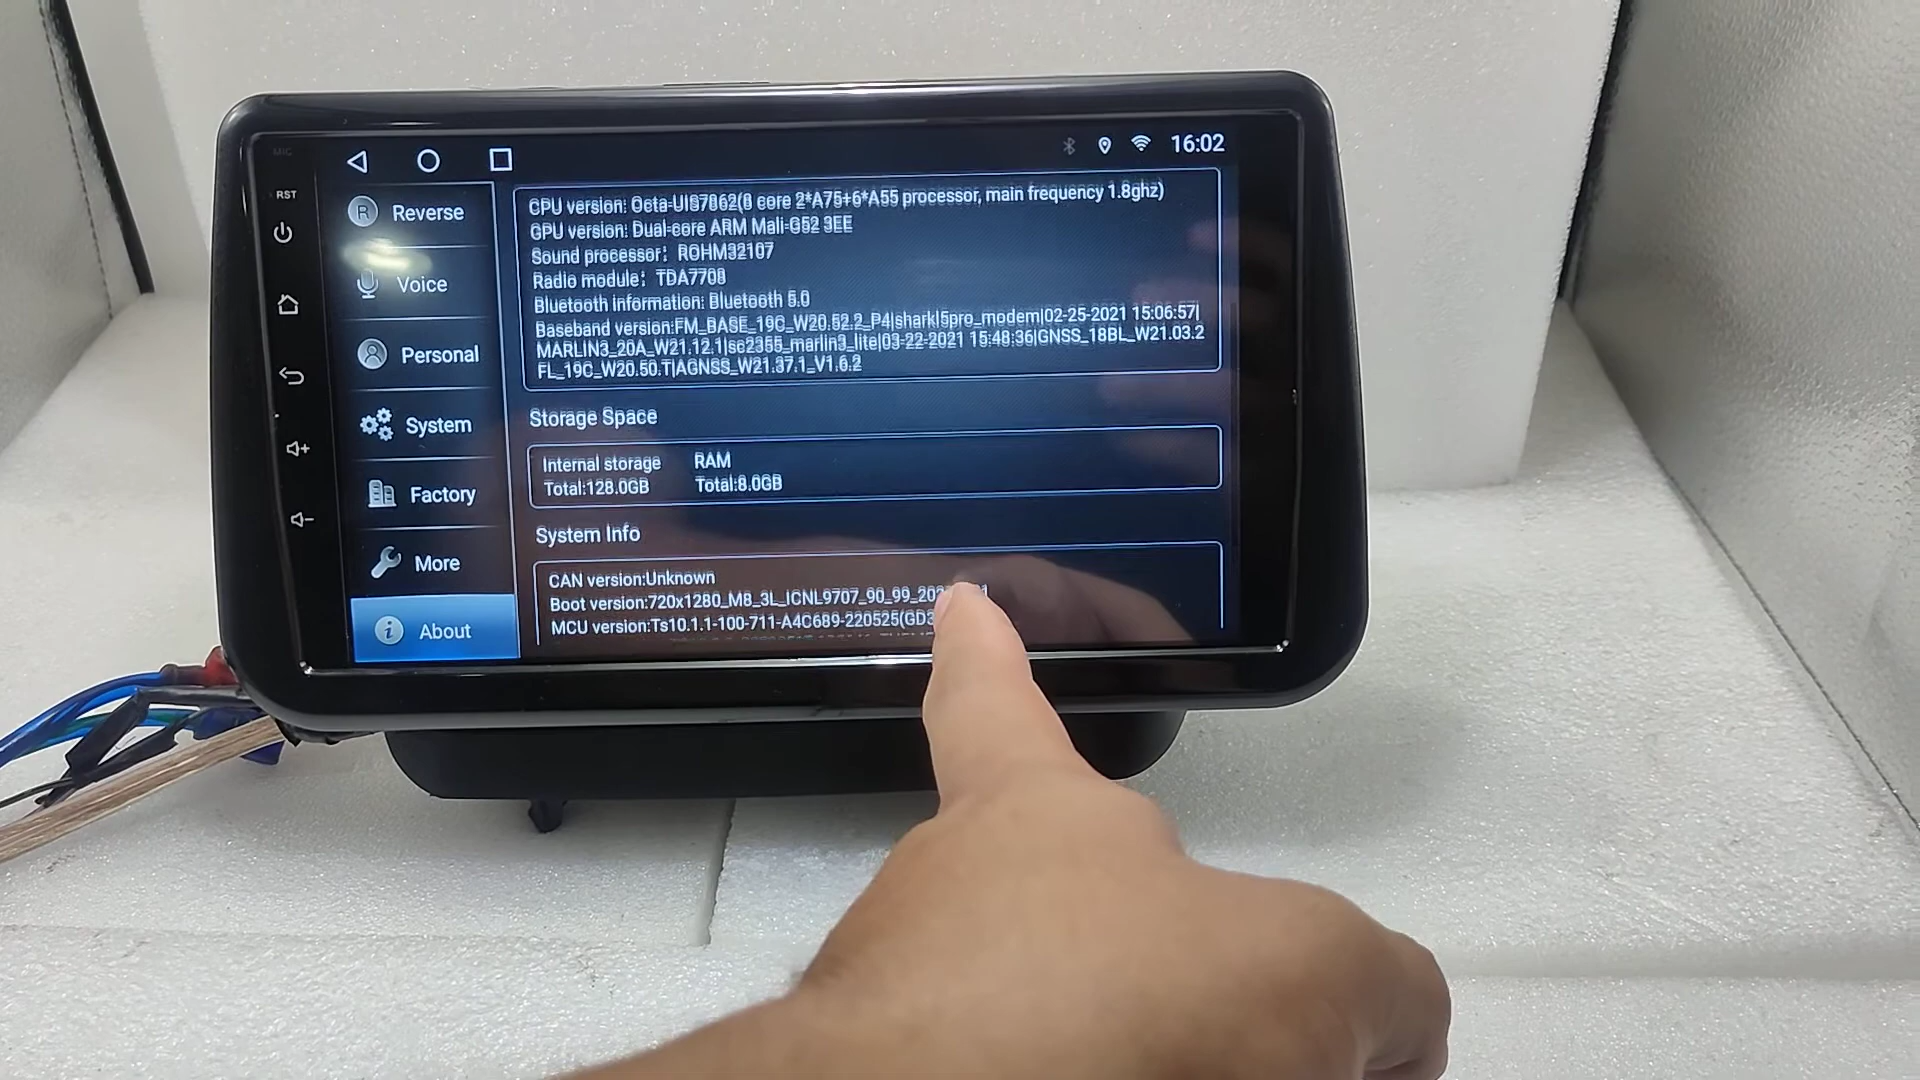 MIC
16:02
RST
Reverse
Voice
Personal
System
Factory
More
About
CPU version: Octa-UIS7862(8 core 2*A75+6*A55 processor, main frequency 1.8ghz)
GPU version: Dual-core ARM Mali-G52 3EE
Sound processor: ROHM32107
Radio module: TDA7708
Bluetooth information: Bluetooth 5.0
Baseband version:FM_BASE_19C_W20.52.2_P4|sharkl5pro_modem|02-25-2021 15:06:57|
MARLIN3_20A_W21.12.1|sc2355_marlin3_lite|03-22-2021 15:48:36|GNSS_18BL_W21.03.2
FL_19C_W20.50.T|AGNSS_W21.37.1_V1.6.2
Storage Space
Internal storage RAM
Total:128.0GB Total:8.0GB
System Info
CAN version:Unknown
Boot version:720x1280_M8_3L_ICNL9707_90_99_202
MCU version:Ts10.1.1-100-711-A4C689-220525(GD3